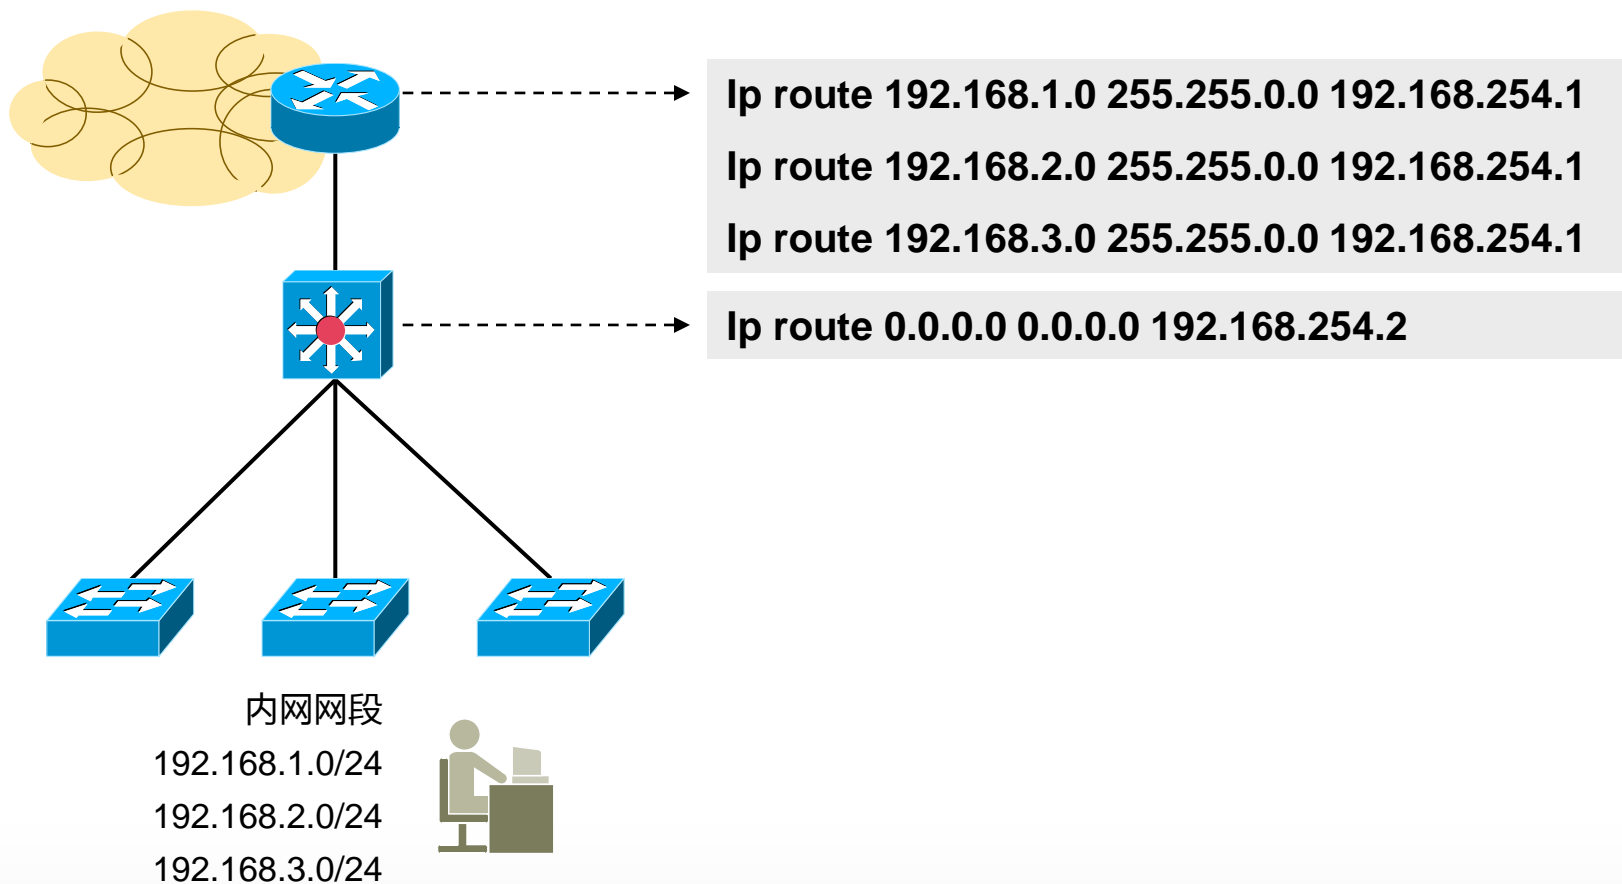 Ip route 192.168.1.0 255.255.0.0 192.168.254.1
Ip route 192.168.2.0 255.255.0.0 192.168.254.1
Ip route 192.168.3.0 255.255.0.0 192.168.254.1
Ip route 0.0.0.0 0.0.0.0 192.168.254.2
内网网段
192.168.1.0/24
192.168.2.0/24
192.168.3.0/24